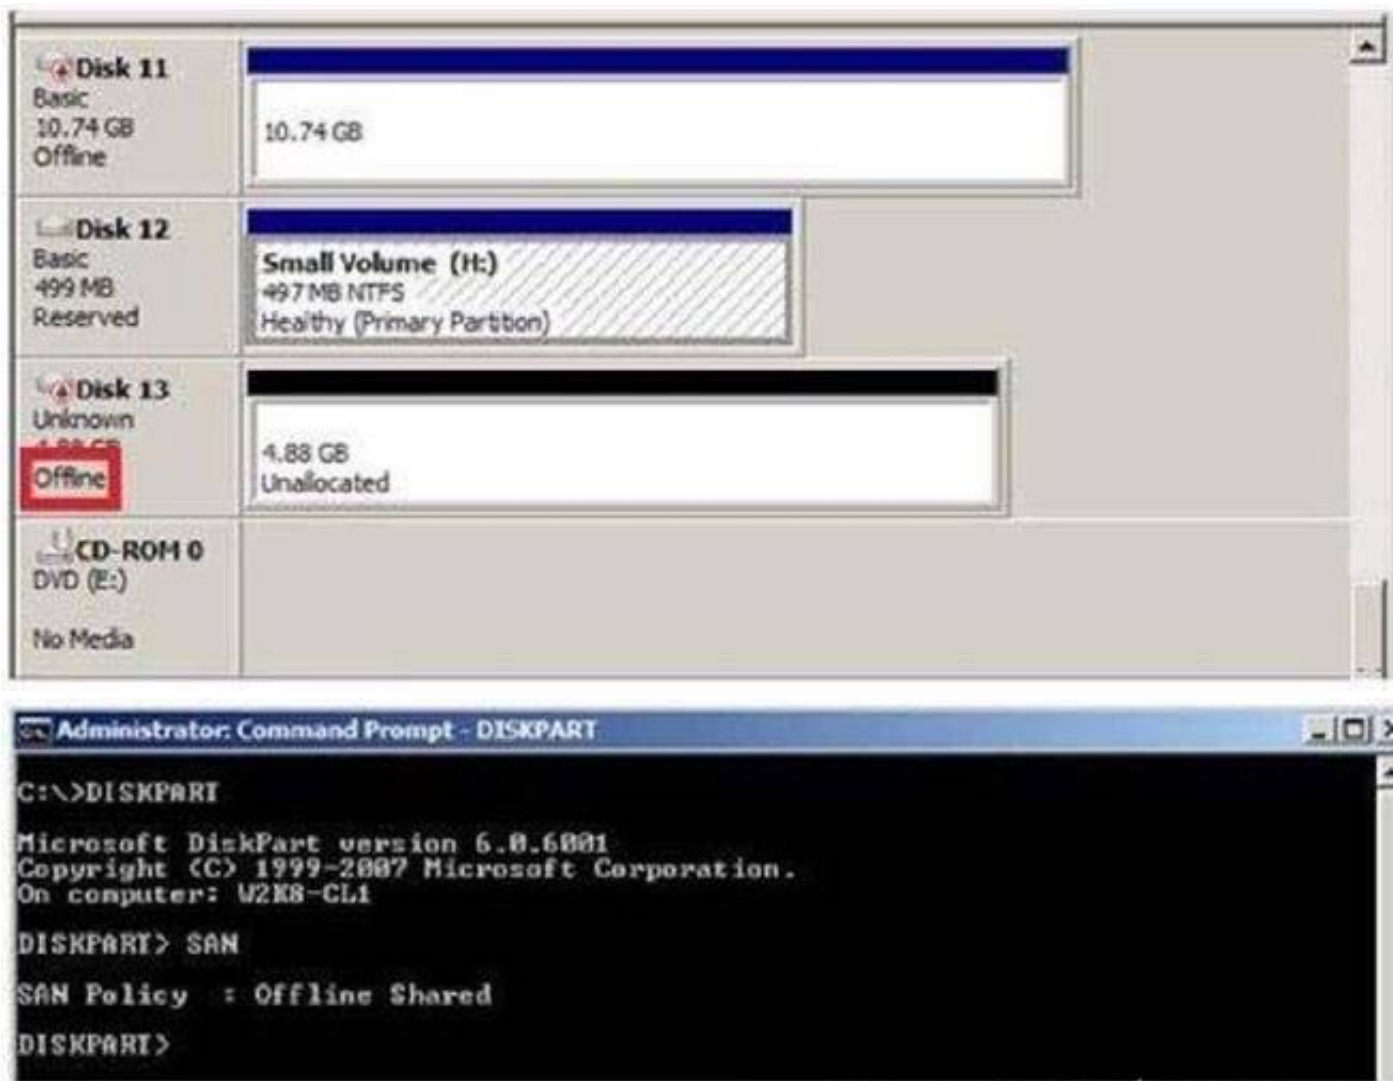 Disk 11
Basic
10.74 GB
Offline
10.74 GB
Disk 12
Basic
499 MB
Reserved
Small Volume (H:)
497 MB NTFS
Healthy (Primary Partition)
Disk 13
Unknown
4.88 GB
Offline
4.88 GB
Unallocated
CD-ROM 0
DVD (E:)
No Media
Administrator: Command Prompt - DISKPART
C:\>DISKPART
Microsoft DiskPart version 6.0.6001
Copyright (C) 1999-2007 Microsoft Corporation.
On computer: W2K8-CL1
DISKPART> SAN
SAN Policy : Offline Shared
DISKPART>